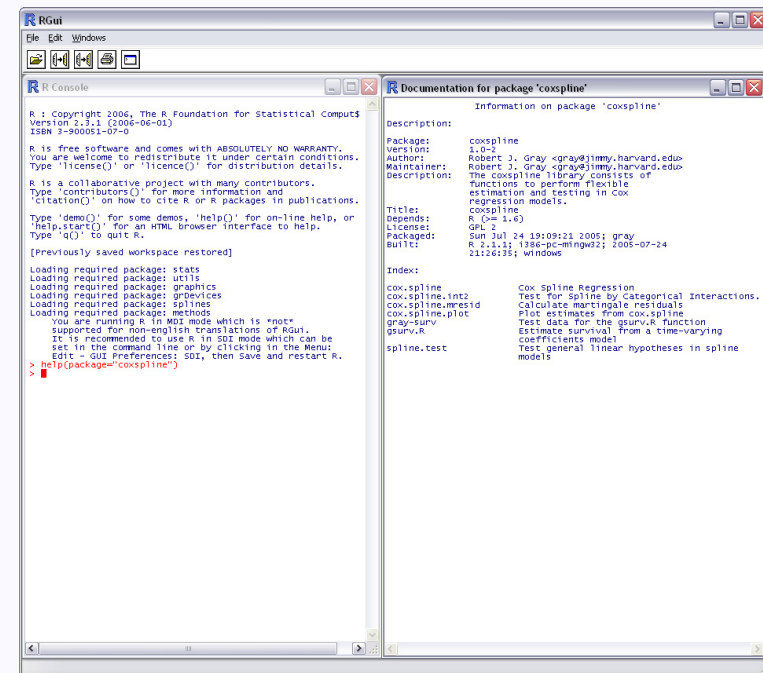 RGui
File Edit Windows
R Console
R : Copyright 2006, The R Foundation for Statistical Comput$
Version 2.3.1 (2006-06-01)
ISBN 3-900051-07-0
R is free software and comes with ABSOLUTELY NO WARRANTY.
You are welcome to redistribute it under certain conditions.
Type 'license()' or 'licence()' for distribution details.
R is a collaborative project with many contributors.
Type 'contributors()' for more information and
'citation()' on how to cite R or R packages in publications.
Type 'demo()' for some demos, 'help()' for on-line help, or
'help.start()' for an HTML browser interface to help.
Type 'q()' to quit R.
[Previously saved workspace restored]
Loading required package: stats
Loading required package: utils
Loading required package: graphics
Loading required package: grDevices
Loading required package: splines
Loading required package: methods
You are running R in MDI mode which is *not*
supported for non-english translations of RGui.
It is recommended to use R in SDI mode which can be
set in the command line or by clicking in the Menu:
Edit - GUI Preferences: SDI, then Save and restart R.
> help(package="coxspline")
>
Documentation for package 'coxspline'
Information on package 'coxspline'
Description:
Package: coxspline
Version: 1.0-2
Author: Robert J. Gray <gray@jimmy.harvard.edu>
Maintainer: Robert J. Gray <gray@jimmy.harvard.edu>
Description: The coxspline library consists of
functions to perform flexible
estimation and testing in Cox
regression models.
Title: coxspline
Depends: R (>= 1.6)
License: GPL 2
Packaged: Sun Jul 24 19:09:21 2005; gray
Built: R 2.1.1; i386-pc-mingw32; 2005-07-24
21:26:35; windows
Index:
cox.spline Cox Spline Regression
cox.spline.int2 Test for Spline by Categorical Interactions.
cox.spline.mresid Calculate martingale residuals
cox.spline.plot Plot estimates from cox.spline
gray-surv Test data for the gsurv.R function
gsurv.R Estimate survival from a time-varying
coefficients model
spline.test Test general linear hypotheses in spline
models